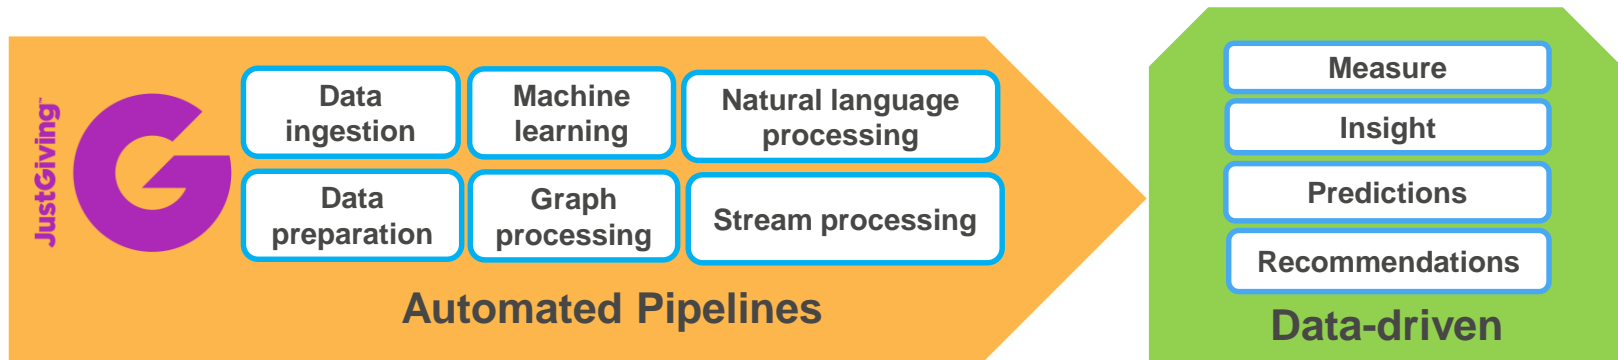 JustGiving™
Data
ingestion
Machine
learning
Natural language
processing
Data
preparation
Graph
processing
Stream processing
Automated Pipelines
Measure
Insight
Predictions
Recommendations
Data-driven